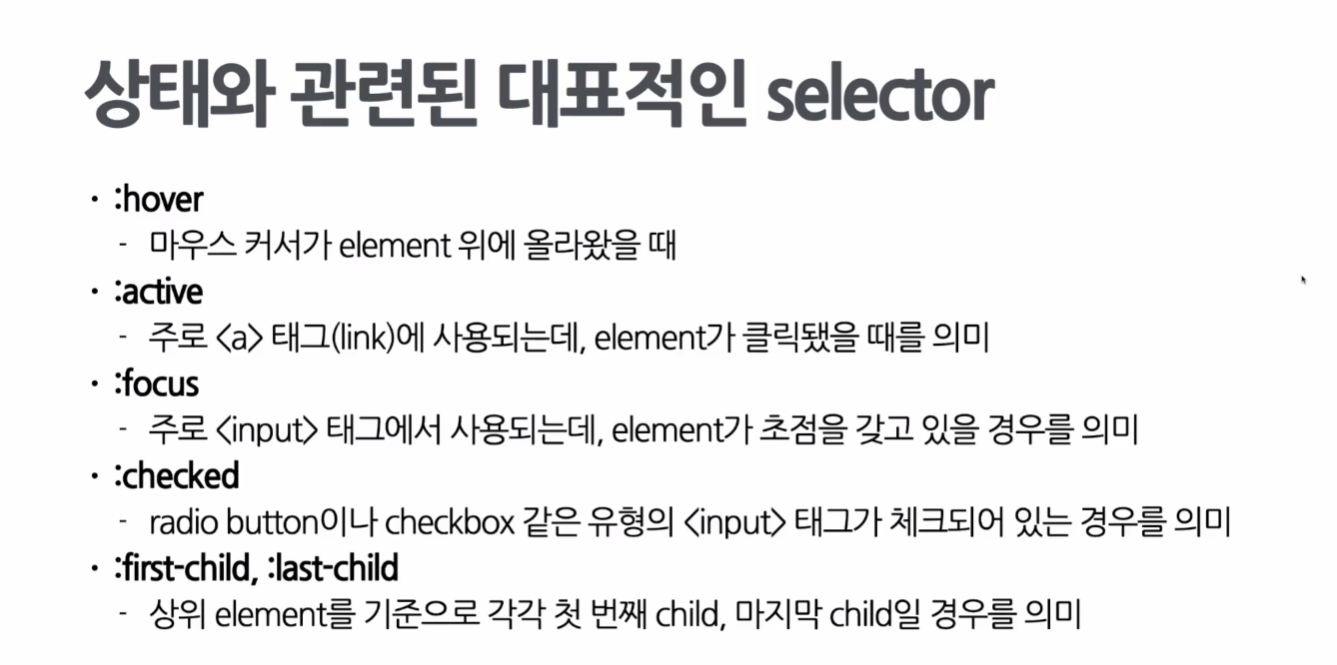 상태와 관련된 대표적인 selector
· :hover
- 마우스 커서가 element 위에 올라왔을 때
· :active
- 주로 <a> 태그(link)에 사용되는데, element가 클릭됐을 때를 의미
· :focus
- 주로 <input> 태그에서 사용되는데, element가 초점을 갖고 있을 경우를 의미
· :checked
- radio button이나 checkbox 같은 유형의 <input> 태그가 체크되어 있는 경우를 의미
· :first-child, :last-child
- 상위 element를 기준으로 각각 첫 번째 child, 마지막 child일 경우를 의미